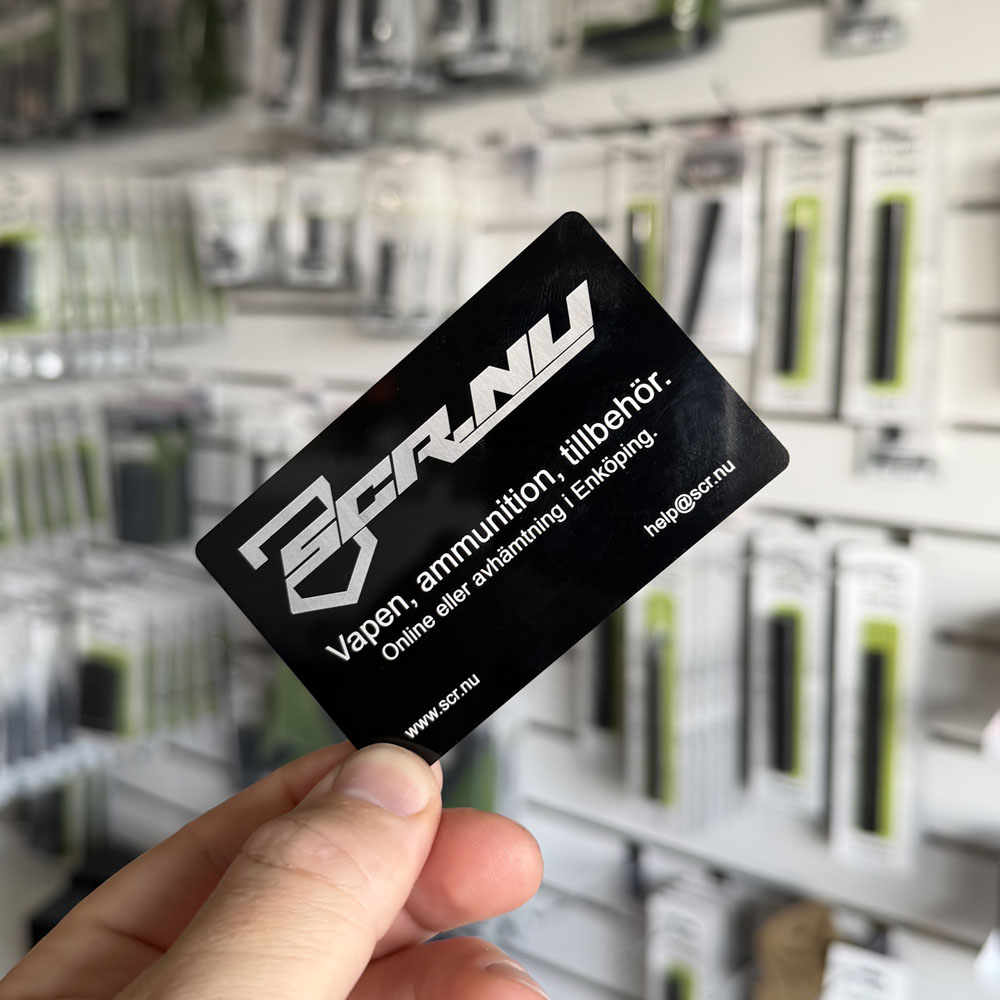 SCR.NU
Vapen, ammunition, tillbehör.
Online eller avhämtning i Enköping.
www.scr.nu
help@scr.nu